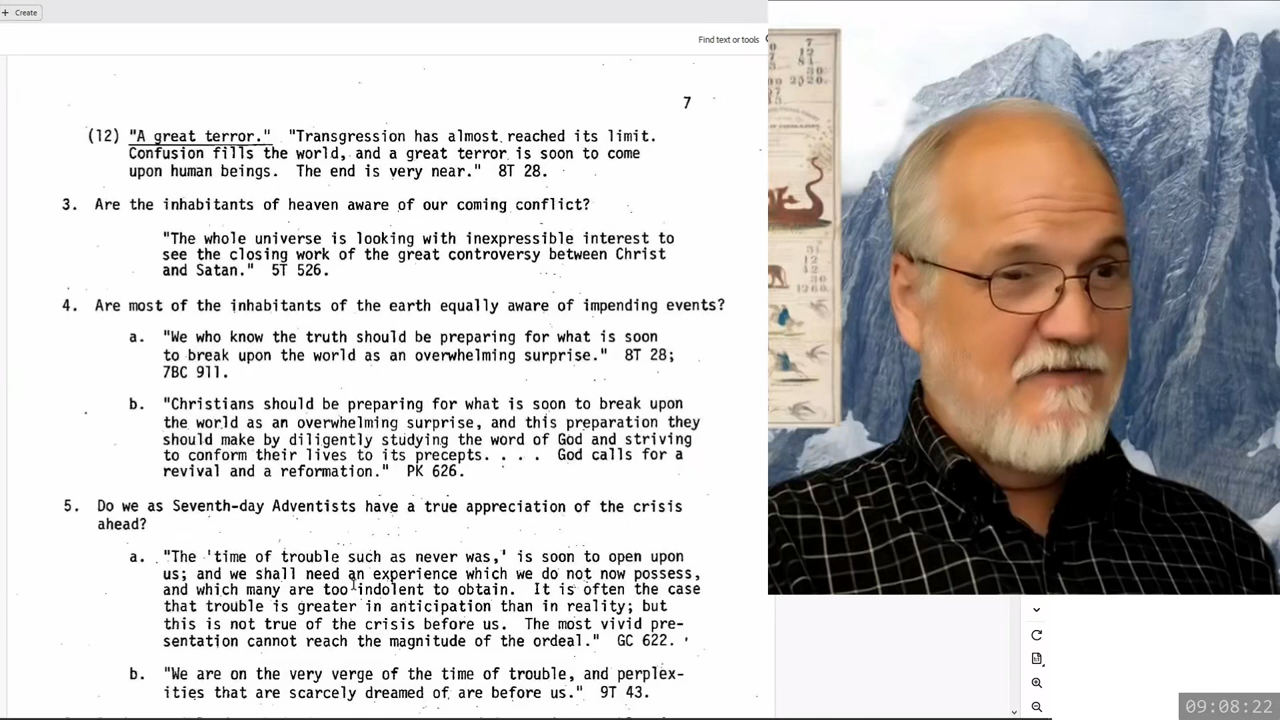 + Create
Find text or tools
7
(12) "A great terror." "Transgression has almost reached its limit.
Confusion fills the world, and a great terror is soon to come
upon human beings. The end is very near." 8T 28.
3. Are the inhabitants of heaven aware of our coming conflict?
"The whole universe is looking with inexpressible interest to
see the closing work of the great controversy between Christ
and Satan." 5T 526.
4. Are most of the inhabitants of the earth equally aware of impending events?
a. "We who know the truth should be preparing for what is soon
to break upon the world as an overwhelming surprise." 8T 28;
7BC 911.
b. "Christians should be preparing for what is soon to break upon
the world as an overwhelming surprise, and this preparation they
should make by diligently studying the word of God and striving
to conform their lives to its precepts. . . . God calls for a
revival and a reformation." PK 626.
5. Do we as Seventh-day Adventists have a true appreciation of the crisis
ahead?
a. "The 'time of trouble such as never was,' is soon to open upon
us; and we shall need an experience which we do not now possess,
and which many are too indolent to obtain. It is often the case
that trouble is greater in anticipation than in reality; but
this is not true of the crisis before us. The most vivid pre-
sentation cannot reach the magnitude of the ordeal." GC 622.
b. "We are on the very verge of the time of trouble, and perplex-
ities that are scarcely dreamed of are before us." 9T 43.
7
12
30
2520
1260
09:08:22